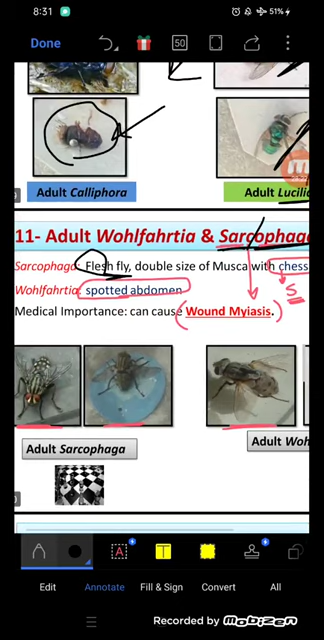 8:31
51%
Done
50
Adult Calliphora
Adult Lucili
28:27
11- Adult Wohlfahrtia & Sarcophaga
Sarcophaga: Flesh fly, double size of Musca with chess
Wohlfahrtia: spotted abdomen
S
Medical Importance: can cause (Wound Myiasis.)
Adult Sarcophaga
Adult Woh
A
T
Edit
Annotate
Fill & Sign
Convert
All
Recorded by Mobizen